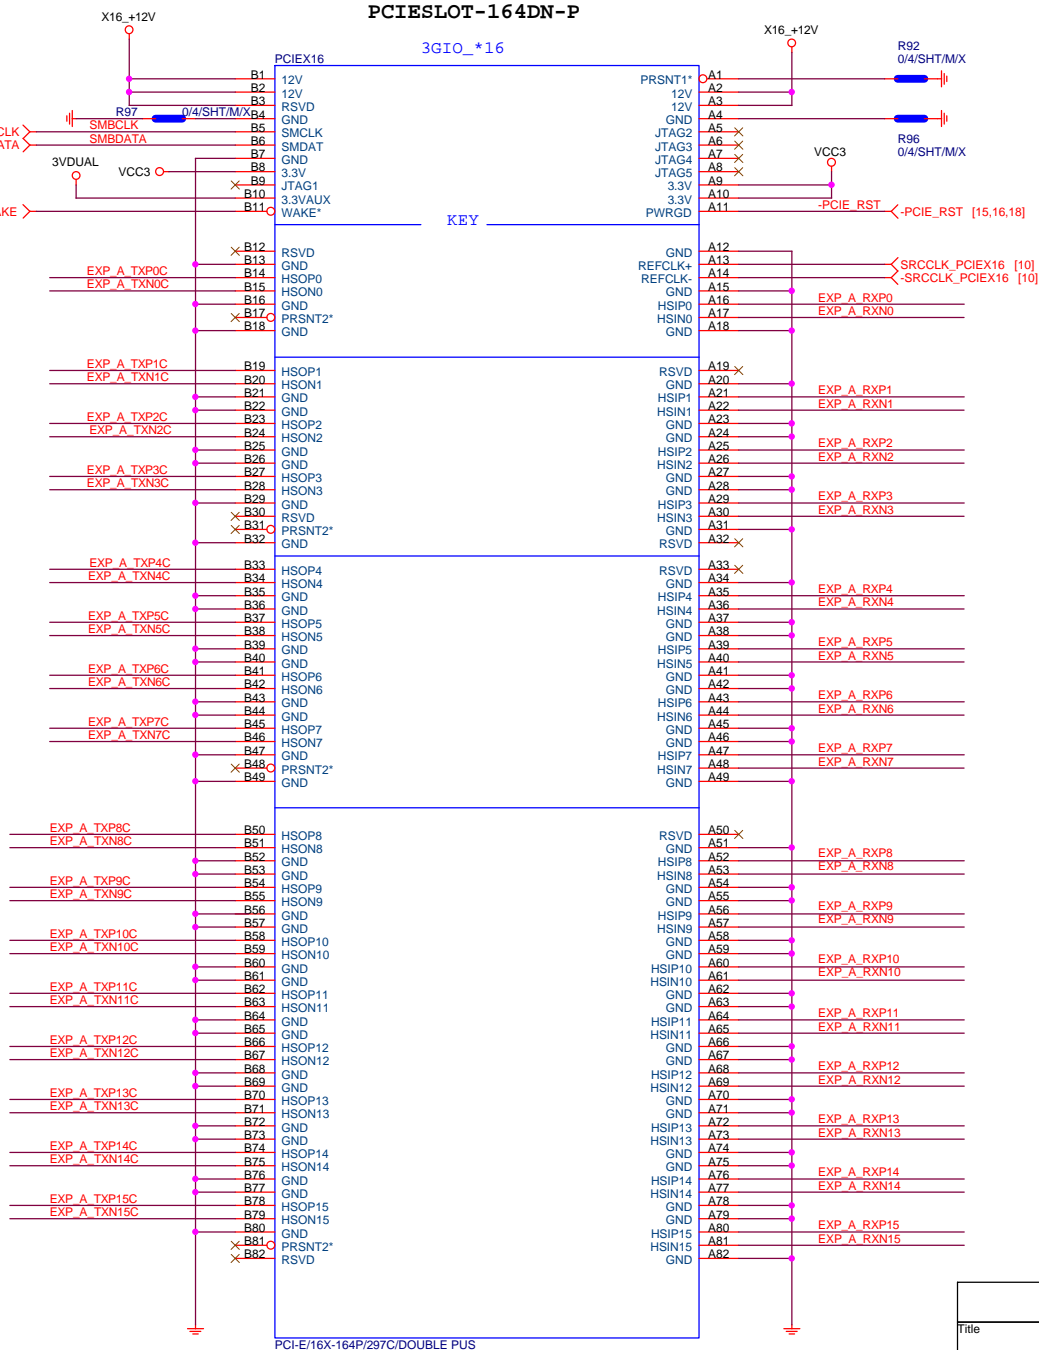 PCIESLOT-164DN-P
X16_+12V
3GIO_*16
X16_+12V
PCIEX16
R92
0/4/SHT/M/X
B1 12V PRSNT1* A1
B2 12V 12V A2
B3 RSVD 12V A3
R97 0/4/SHT/M/X B4 GND GND A4
CLK SMBCLK B5 SMCLK JTAG2 A5
ATA SMBDATA B6 SMDAT JTAG3 A6
R96
0/4/SHT/M/X
B7 GND JTAG4 A7
3VDUAL VCC3 B8 3.3V JTAG5 A8 VCC3
B9 JTAG1 3.3V A9
B10 3.3VAUX 3.3V A10
AKE B11 WAKE* PWRGD A11 -PCIE_RST -PCIE_RST [15,16,18]
KEY
B12 RSVD GND A12
B13 GND REFCLK+ A13 SRCCLK_PCIEX16 [10]
EXP_A_TXP0C B14 HSOP0 REFCLK- A14 -SRCCLK_PCIEX16 [10]
EXP_A_TXN0C B15 HSON0 GND A15
B16 GND HSIP0 A16 EXP_A_RXP0
B17 PRSNT2* HSIN0 A17 EXP_A_RXN0
B18 GND GND A18
EXP_A_TXP1C B19 HSOP1 RSVD A19
EXP_A_TXN1C B20 HSON1 GND A20
B21 GND HSIP1 A21 EXP_A_RXP1
B22 GND HSIN1 A22 EXP_A_RXN1
EXP_A_TXP2C B23 HSOP2 GND A23
EXP_A_TXN2C B24 HSON2 GND A24
B25 GND HSIP2 A25 EXP_A_RXP2
B26 GND HSIN2 A26 EXP_A_RXN2
EXP_A_TXP3C B27 HSOP3 GND A27
EXP_A_TXN3C B28 HSON3 GND A28
B29 GND HSIP3 A29 EXP_A_RXP3
B30 RSVD HSIN3 A30 EXP_A_RXN3
B31 PRSNT2* GND A31
B32 GND RSVD A32
EXP_A_TXP4C B33 HSOP4 RSVD A33
EXP_A_TXN4C B34 HSON4 GND A34
B35 GND HSIP4 A35 EXP_A_RXP4
B36 GND HSIN4 A36 EXP_A_RXN4
EXP_A_TXP5C B37 HSOP5 GND A37
EXP_A_TXN5C B38 HSON5 GND A38
B39 GND HSIP5 A39 EXP_A_RXP5
B40 GND HSIN5 A40 EXP_A_RXN5
EXP_A_TXP6C B41 HSOP6 GND A41
EXP_A_TXN6C B42 HSON6 GND A42
B43 GND HSIP6 A43 EXP_A_RXP6
B44 GND HSIN6 A44 EXP_A_RXN6
EXP_A_TXP7C B45 HSOP7 GND A45
EXP_A_TXN7C B46 HSON7 GND A46
B47 GND HSIP7 A47 EXP_A_RXP7
B48 PRSNT2* HSIN7 A48 EXP_A_RXN7
B49 GND GND A49
EXP_A_TXP8C B50 HSOP8 RSVD A50
EXP_A_TXN8C B51 HSON8 GND A51
B52 GND HSIP8 A52 EXP_A_RXP8
B53 GND HSIN8 A53 EXP_A_RXN8
EXP_A_TXP9C B54 HSOP9 GND A54
EXP_A_TXN9C B55 HSON9 GND A55
B56 GND HSIP9 A56 EXP_A_RXP9
B57 GND HSIN9 A57 EXP_A_RXN9
EXP_A_TXP10C B58 HSOP10 GND A58
EXP_A_TXN10C B59 HSON10 GND A59
B60 GND HSIP10 A60 EXP_A_RXP10
B61 GND HSIN10 A61 EXP_A_RXN10
EXP_A_TXP11C B62 HSOP11 GND A62
EXP_A_TXN11C B63 HSON11 GND A63
B64 GND HSIP11 A64 EXP_A_RXP11
B65 GND HSIN11 A65 EXP_A_RXN11
EXP_A_TXP12C B66 HSOP12 GND A66
EXP_A_TXN12C B67 HSON12 GND A67
B68 GND HSIP12 A68 EXP_A_RXP12
B69 GND HSIN12 A69 EXP_A_RXN12
EXP_A_TXP13C B70 HSOP13 GND A70
EXP_A_TXN13C B71 HSON13 GND A71
B72 GND HSIP13 A72 EXP_A_RXP13
B73 GND HSIN13 A73 EXP_A_RXN13
EXP_A_TXP14C B74 HSOP14 GND A74
EXP_A_TXN14C B75 HSON14 GND A75
B76 GND HSIP14 A76 EXP_A_RXP14
B77 GND HSIN14 A77 EXP_A_RXN14
EXP_A_TXP15C B78 HSOP15 GND A78
EXP_A_TXN15C B79 HSON15 GND A79
B80 GND HSIP15 A80 EXP_A_RXP15
B81 PRSNT2* HSIN15 A81 EXP_A_RXN15
B82 RSVD GND A82
Title
PCI-E/16X-164P/297C/DOUBLE PUS